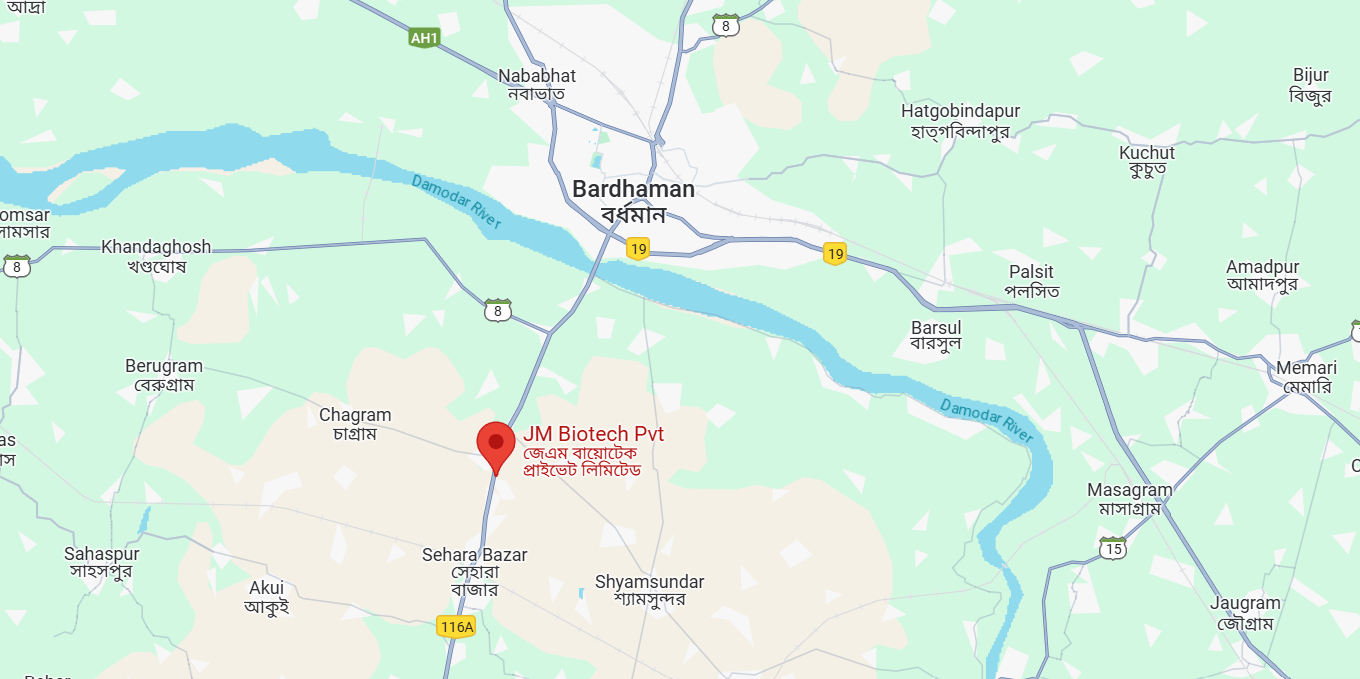 আদ্রা
AH1
8
Nababhat
নবাভাত
Bijur
বিজুর
Hatgobindapur
হাত্গবিন্দাপুর
Kuchut
কুচুত
Damodar River
Bardhaman
বর্ধমান
omsar
সামসার
Khandaghosh
খণ্ডঘোষ
8
19
19
Palsit
পলসিত
Amadpur
আমাদপুর
8
Barsul
বারসুল
Berugram
বেরুগ্রাম
Memari
মেমারি
Chagram
চাগ্রাম
Damodar River
JM Biotech Pvt
জেএম বায়োটেক
প্রাইভেট লিমিটেড
as
স
Masagram
মাসাগ্রাম
15
Sahaspur
সাহসপুর
Sehara Bazar
সেহারা
বাজার
Akui
আকুই
Shyamsundar
শ্যামসুন্দর
Jaugram
জৌগ্রাম
116A